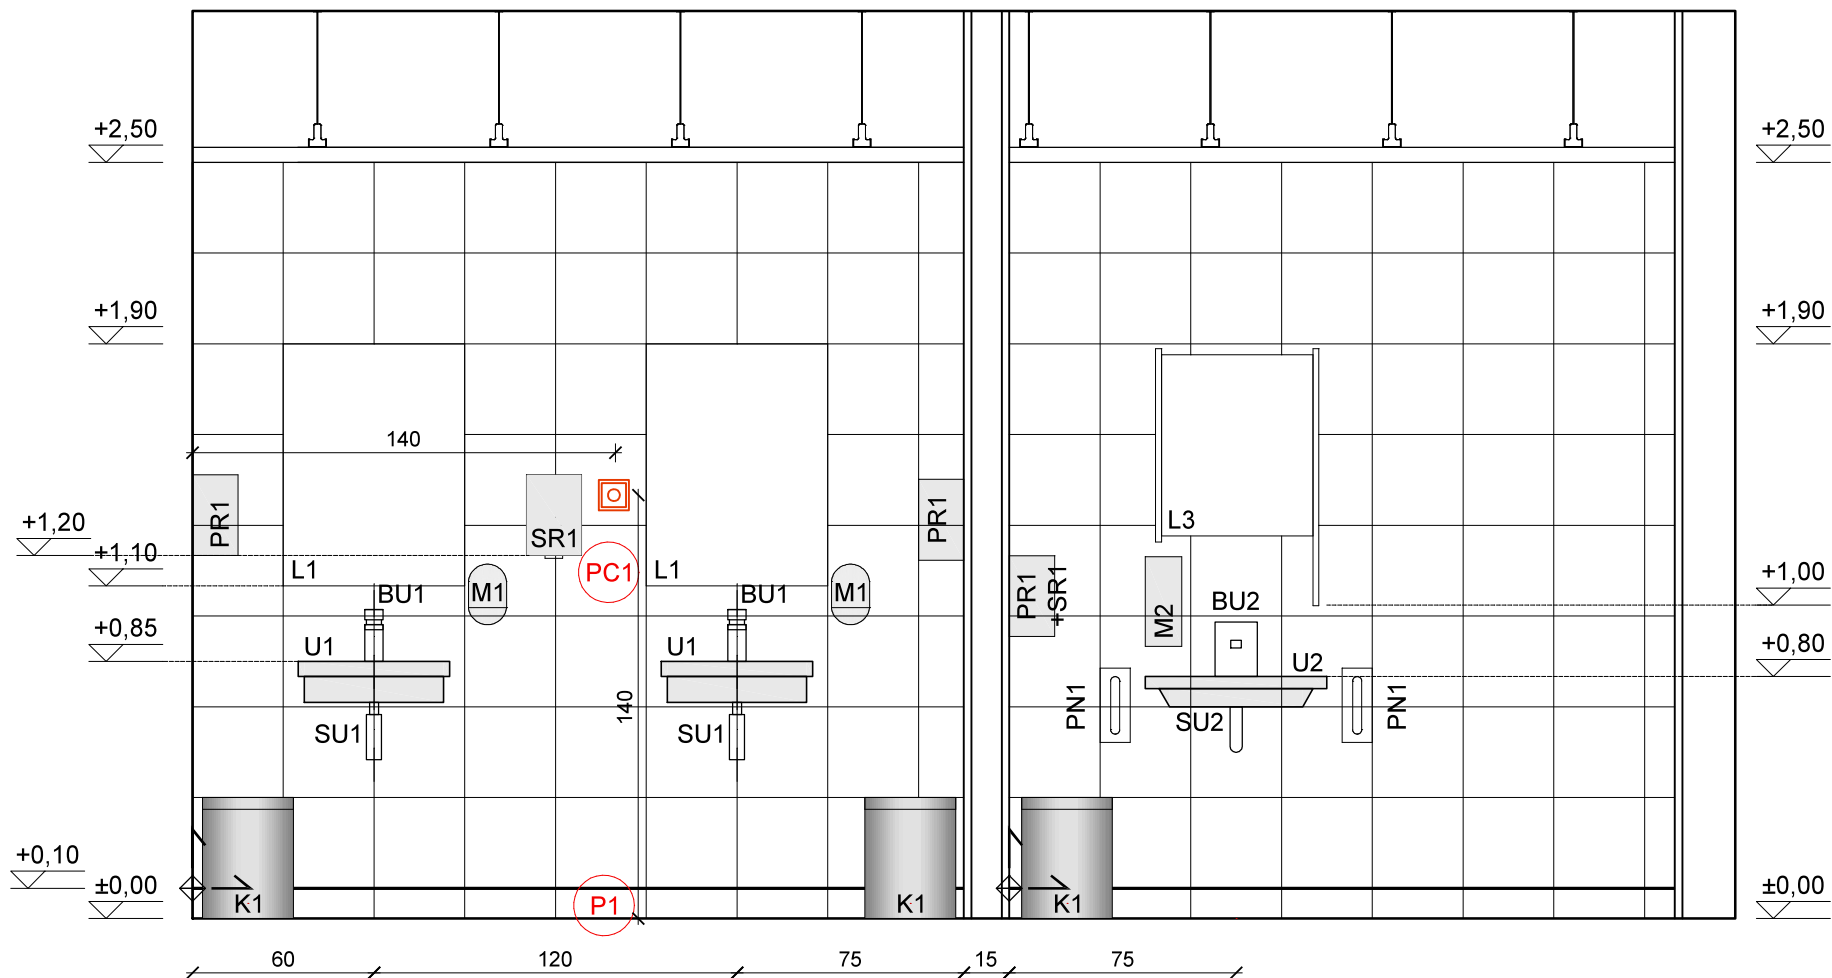 +2,50
+2,50
+1,90
+1,90
140
PR1
SR1
PR1
L3
+1,20
+1,10
L1
PC1
L1
M1
M1
BU1
BU1
PR1
+SR1
M2
BU2
+1,00
+0,85
U1
U1
U2
+0,80
140
PN1
SU2
PN1
SU1
SU1
+0,10
±0,00
K1
P1
K1
K1
±0,00
60
120
75
15
75